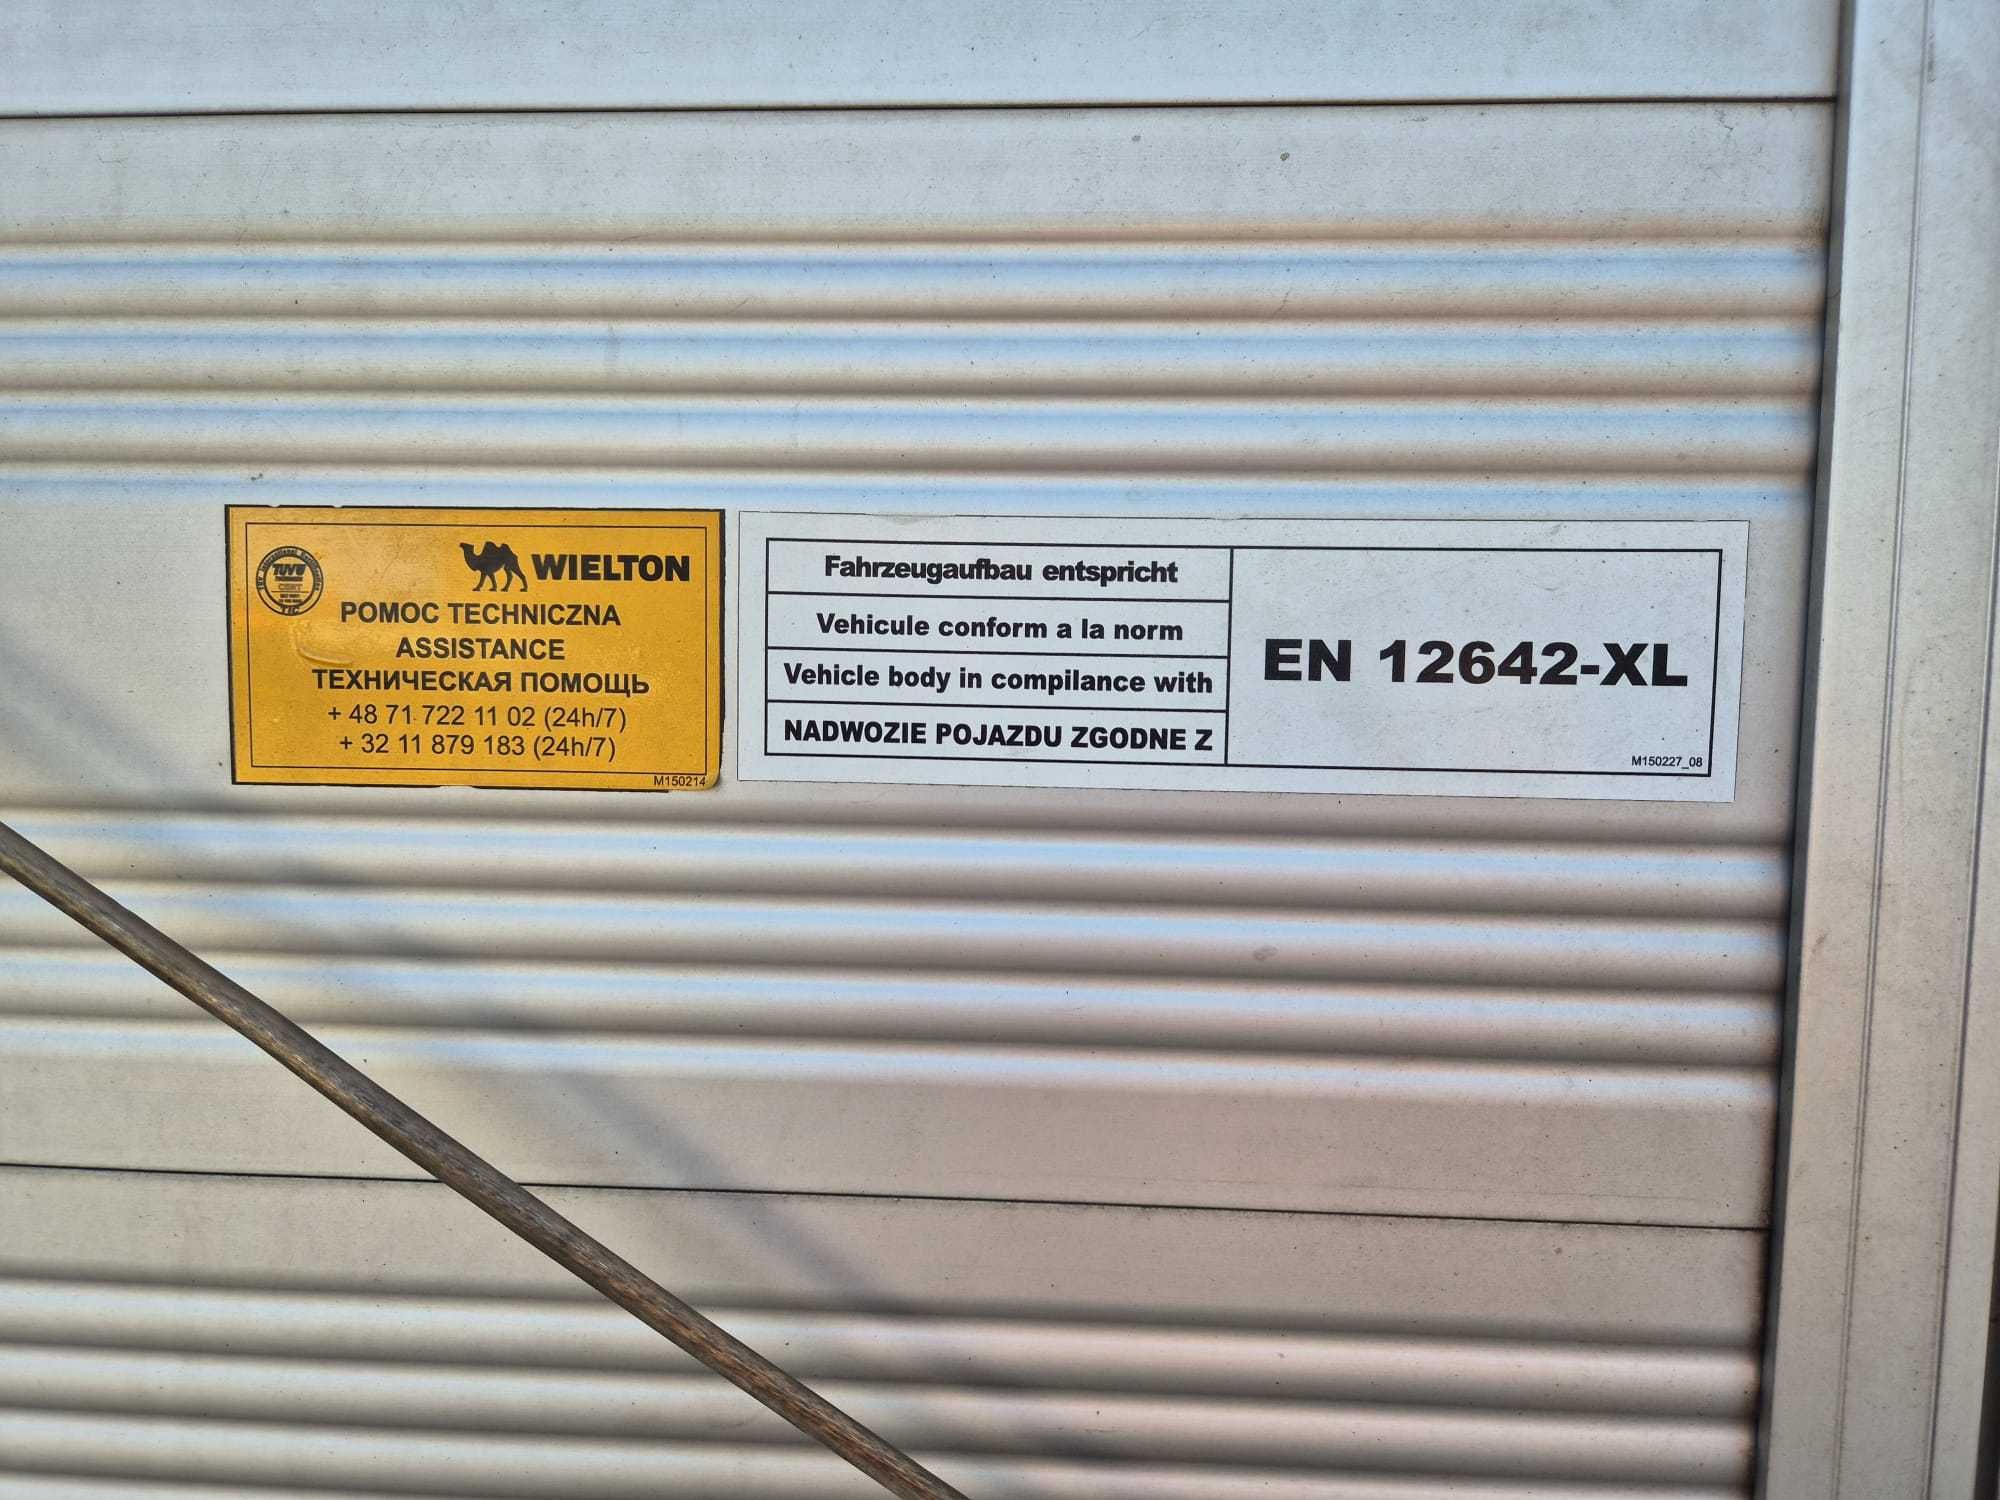 WIELTON
POMOC TECHNICZNA
ASSISTANCE
ТЕХНИЧЕСКАЯ ПОМОЩЬ
+ 48 71 722 11 02 (24h/7)
+ 32 11 879 183 (24h/7)
M150214
Fahrzeugaufbau entspricht
Vehicule conform a la norm
Vehicle body in compilance with
NADWOZIE POJAZDU ZGODNE Z
EN 12642-XL
M150227_08